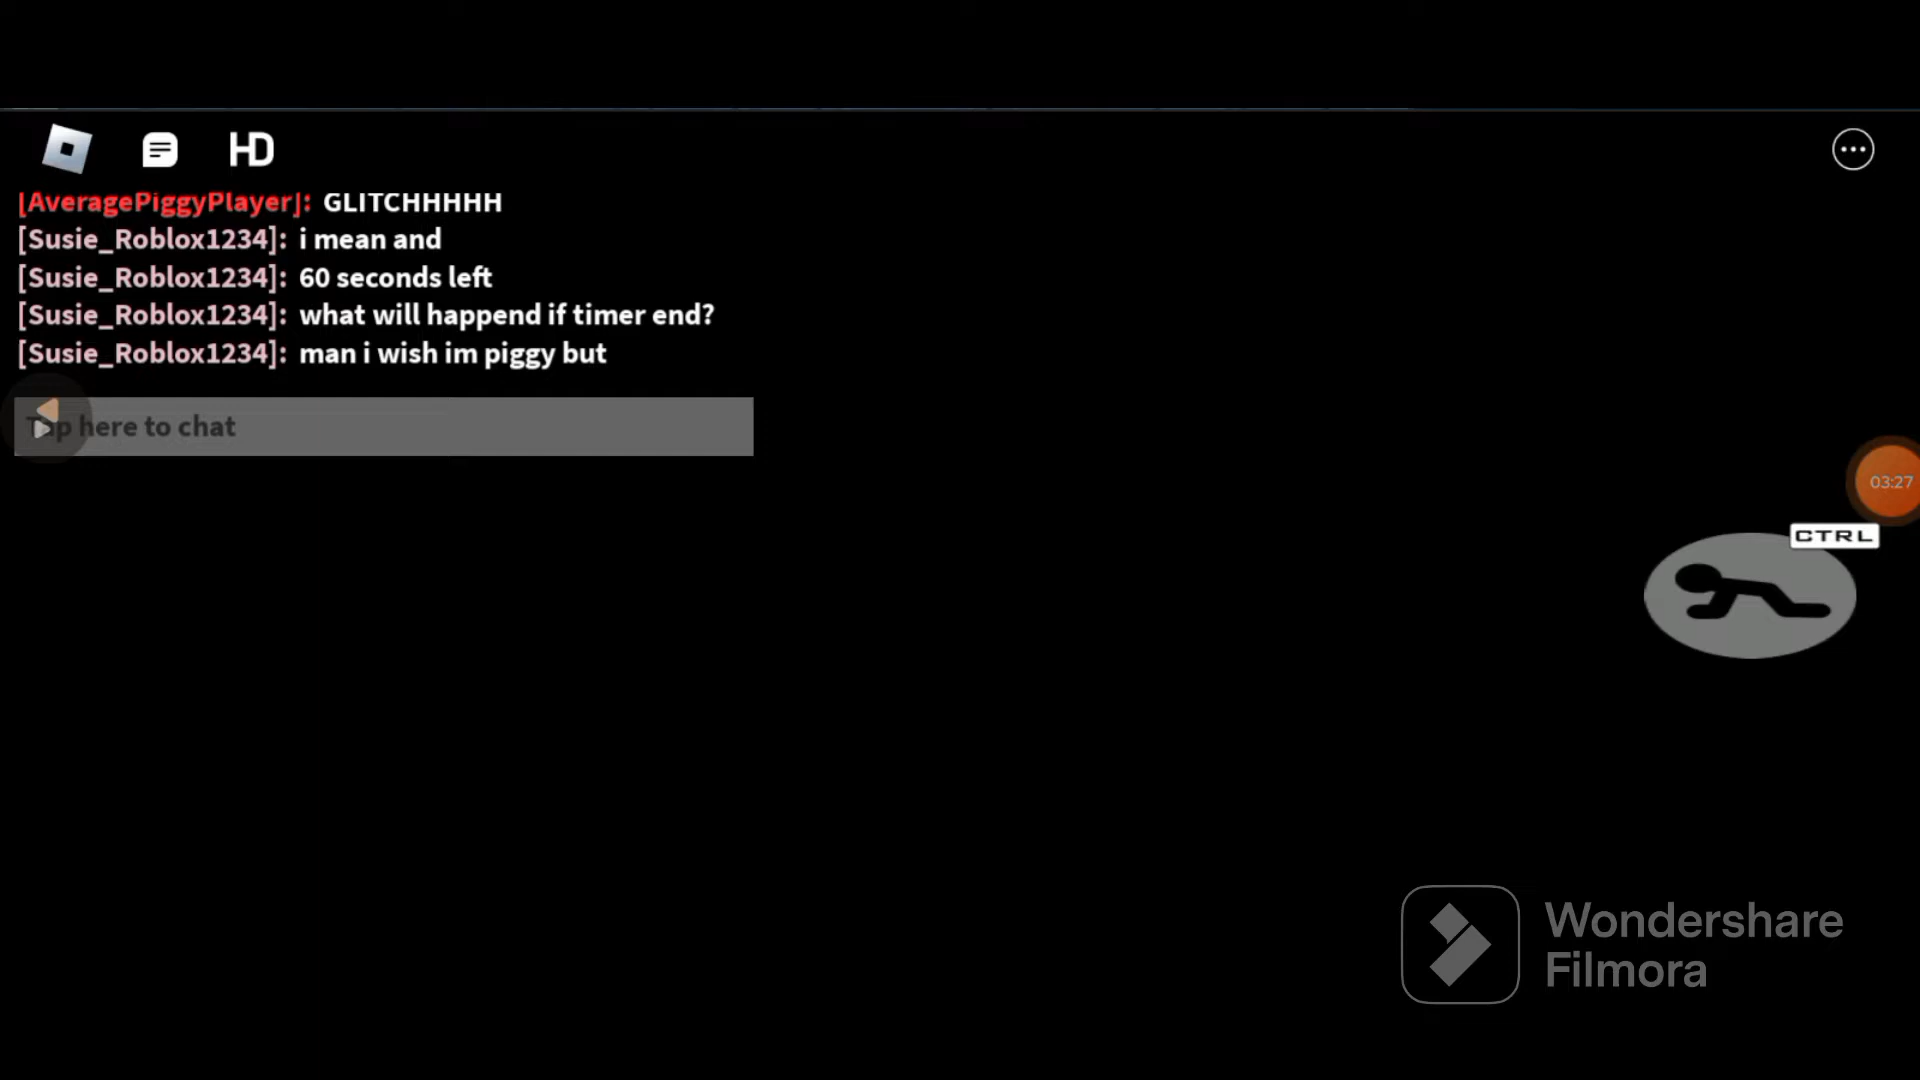 HD
[AveragePiggyPlayer]: GLITCHHHHH
[Susie_Roblox1234]: i mean and
[Susie_Roblox1234]: 60 seconds left
[Susie_Roblox1234]: what will happend if timer end?
[Susie_Roblox1234]: man i wish im piggy but
Tap here to chat
03:27
CTRL
Wondershare
Filmora